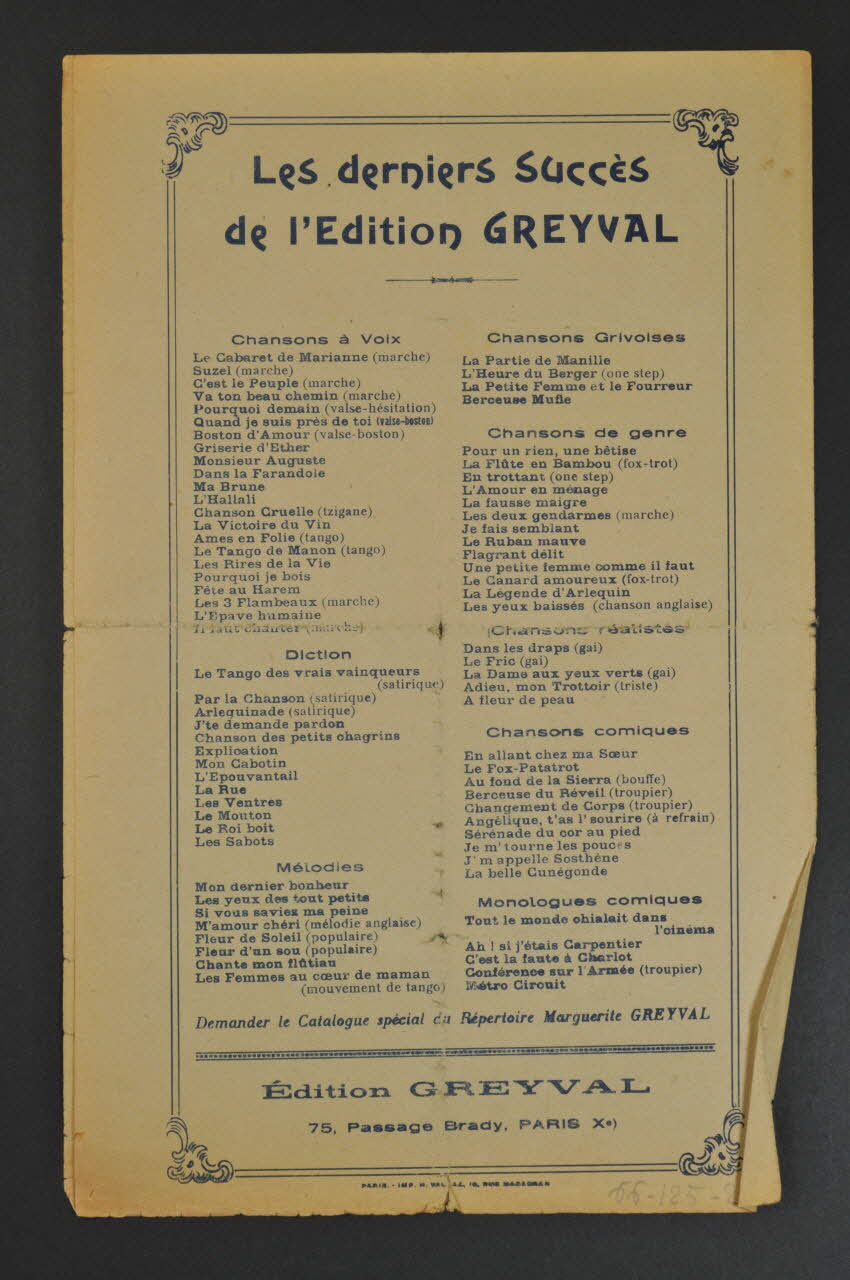 Les derniers Succès
de l'Edition GREYVAL
Chansons à Voix
Le Cabaret de Marianne (marche)
Suzel (marche)
C'est le Peuple (marche)
Va ton beau chemin (marche)
Pourquoi demain (valse-hésitation)
Quand je suis près de toi (valse-boston)
Boston d'Amour (valse-boston)
Griserie d'Ether
Monsieur Auguste
Dans la Farandole
Ma Brune
L'Hallali
Chanson Cruelle (tzigane)
La Victoire du Vin
Ames en Folie (tango)
Le Tango de Manon (tango)
Les Rires de la Vie
Pourquoi je bois
Fête au Harem
Les 3 Flambeaux (marche)
L'Epave humaine
Il faut chanter (marche)
Diction
Le Tango des vrais vainqueurs
(satirique)
Par la Chanson (satirique)
Arlequinade (satirique)
J'te demande pardon
Chanson des petits chagrins
Explication
Mon Cabotin
L'Epouvantail
La Rue
Les Ventres
Le Mouton
Le Roi boit
Les Sabots
Mélodies
Mon dernier bonheur
Les yeux des tout petits
Si vous saviez ma peine
M'amour chéri (mélodie anglaise)
Fleur de Soleil (populaire)
Fleur d'un sou (populaire)
Chante mon flûtiau
Les Femmes au cœur de maman
(mouvement de tango)
Chansons Grivoises
La Partie de Manille
L'Heure du Berger (one step)
La Petite Femme et le Fourreur
Berceuse Mufle
Chansons de genre
Pour un rien, une bêtise
La Flûte en Bambou (fox-trot)
En trottant (one step)
L'Amour en ménage
La fausse maigre
Les deux gendarmes (marche)
Je fais semblant
Le Ruban mauve
Flagrant délit
Une petite femme comme il faut
Le Canard amoureux (fox-trot)
La Légende d'Arlequin
Les yeux baissés (chanson anglaise)
Chansons réalistes
Dans les draps (gai)
Le Fric (gai)
La Dame aux yeux verts (gai)
Adieu, mon Trottoir (triste)
A fleur de peau
Chansons comiques
En allant chez ma Sœur
Le Fox-Patatrot
Au fond de la Sierra (bouffe)
Berceuse du Réveil (troupier)
Changement de Corps (troupier)
Angélique, t'as l'sourire (à refrain)
Sérénade du cor au pied
Je m'tourne les pouces
J'm appelle Sosthène
La belle Cunégonde
Monologues comiques
Tout le monde chialait dans
l'cinéma
Ah ! si j'étais Carpentier
C'est la faute à Charlot
Conférence sur l'Armée (troupier)
Métro Circuit
Demander le Catalogue spécial du Répertoire Marguerite GREYVAL
Édition GREYVAL
75, Passage Brady, PARIS Xe)
PARIS. - IMP. H. 10, RUE MAZAGRAN
66-125-